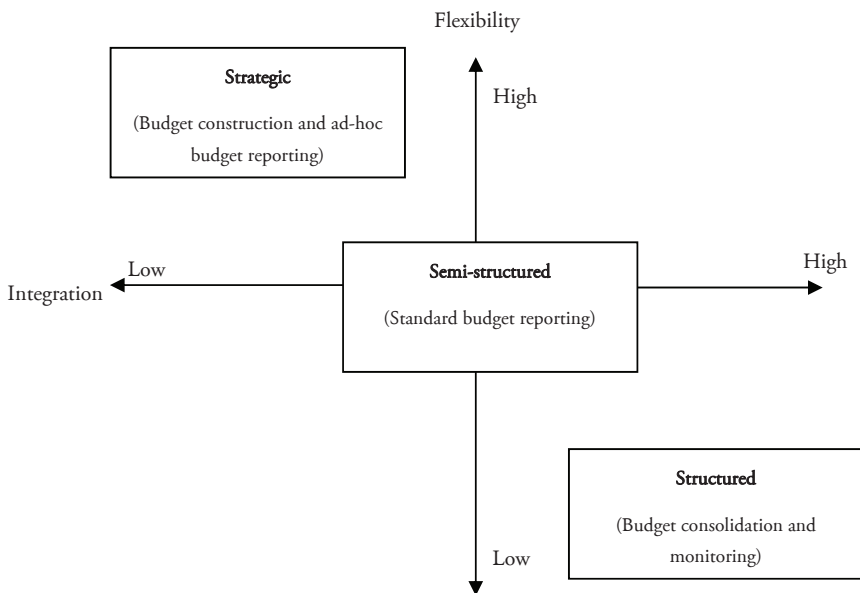 Flexibility
Strategic
(Budget construction and ad-hoc
budget reporting)
High
Low
High
Integration
Semi-structured
(Standard budget reporting)
Structured
(Budget consolidation and
monitoring)
Low